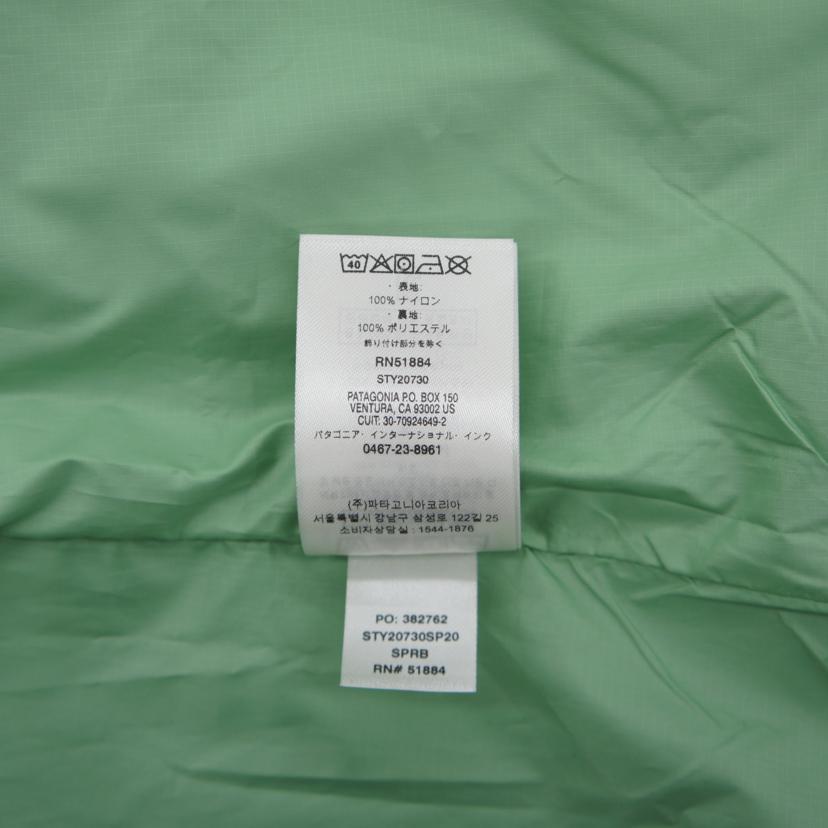 40
・ 表地:
100% ナイロン
・ 裏地:
100% ポリエステル
飾り付け部分を除く
RN51884
STY20730
PATAGONIA P.O. BOX 150
VENTURA, CA 93002 US
CUIT: 30-70924649-2
パタゴニア・インターナショナル・インク
0467-23-8961
(주)파타고니아코리아
서울특별시 강남구 삼성로 122길 25
소비자상담실 : 1544-1876
PO: 382762
STY20730SP20
SPRB
RN# 51884